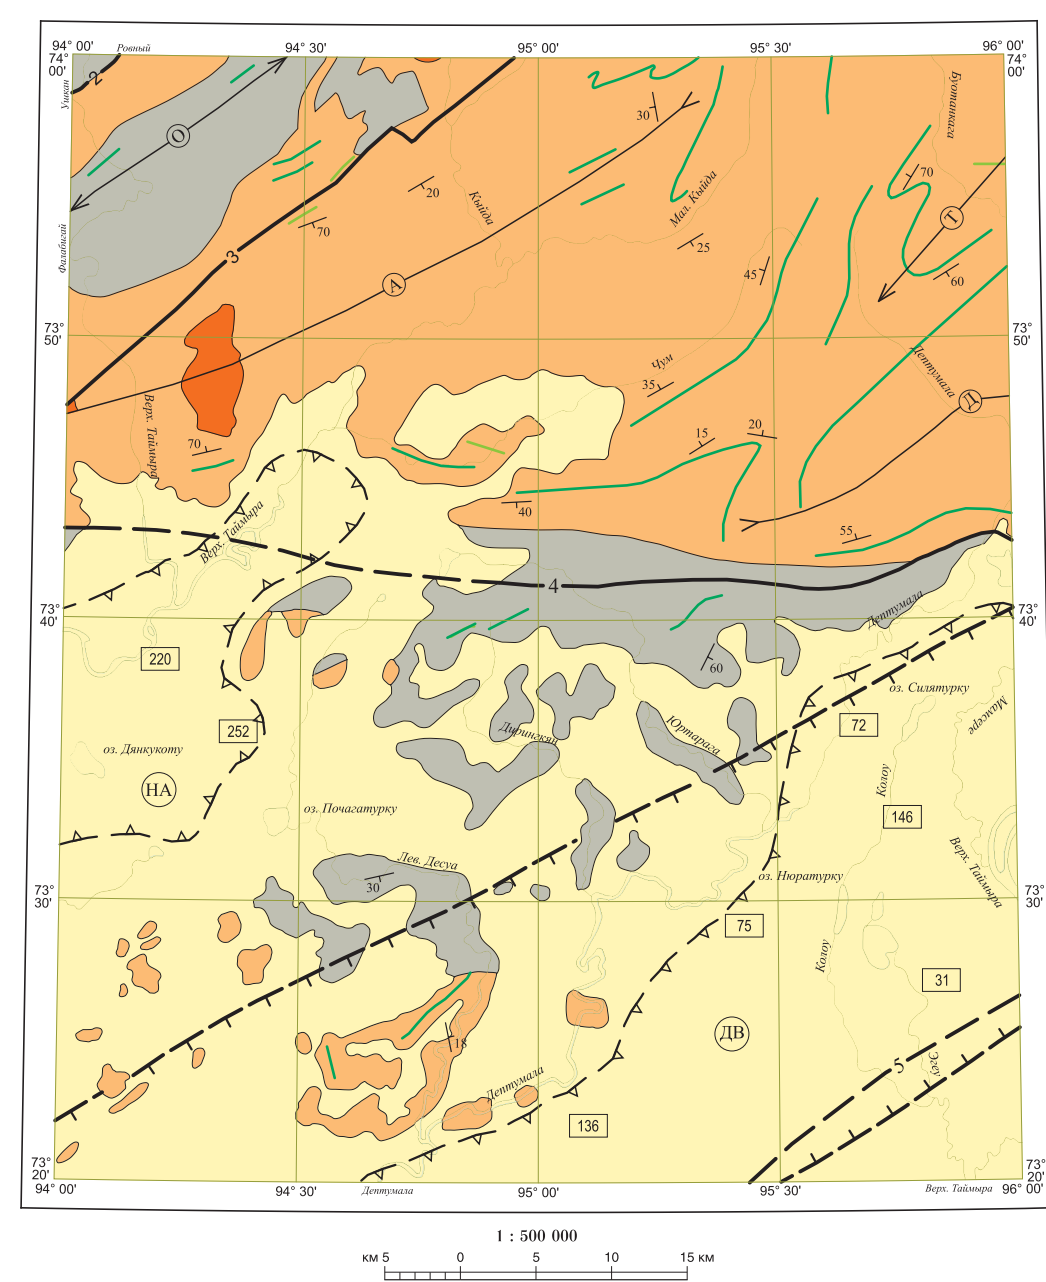 94° 00'
Ровный
94° 30'
95° 00'
95° 30'
96° 00'
74°
00'
74°
00'
2
Ушкан
О
Буотанкага
30
20
70
Кыйда
70
Мал. Кыйда
Т
Фалабигай
3
25
45
60
А
73°
50'
73°
50'
Чум
Дептумала
35
Д
Верх. Таймыра
70
15
20
40
55
Верх. Таймыра
4
73°
40'
73°
40'
Дептумала
220
60
оз. Силятурку
252
72
Мамсере
Дирингкяй
Юртарага
оз. Дянкукоту
НА
Колоу
оз. Почагатурку
146
Лев. Десуа
Верх. Таймыра
30
оз. Нюратурку
73°
30'
73°
30'
75
Колоу
31
ДВ
18
5
Эгеу
Дептумала
136
73°
20'
73°
20'
94° 00'
94° 30'
Дептумала
95° 00'
95° 30'
Верх. Таймыра
96° 00'
1 : 500 000
км 5
0
5
10
15 км